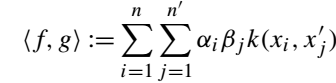 ⟨f, g⟩ := ∑_{i=1}^{n} ∑_{j=1}^{n'} α_i β_j k(x_i, x'_j)